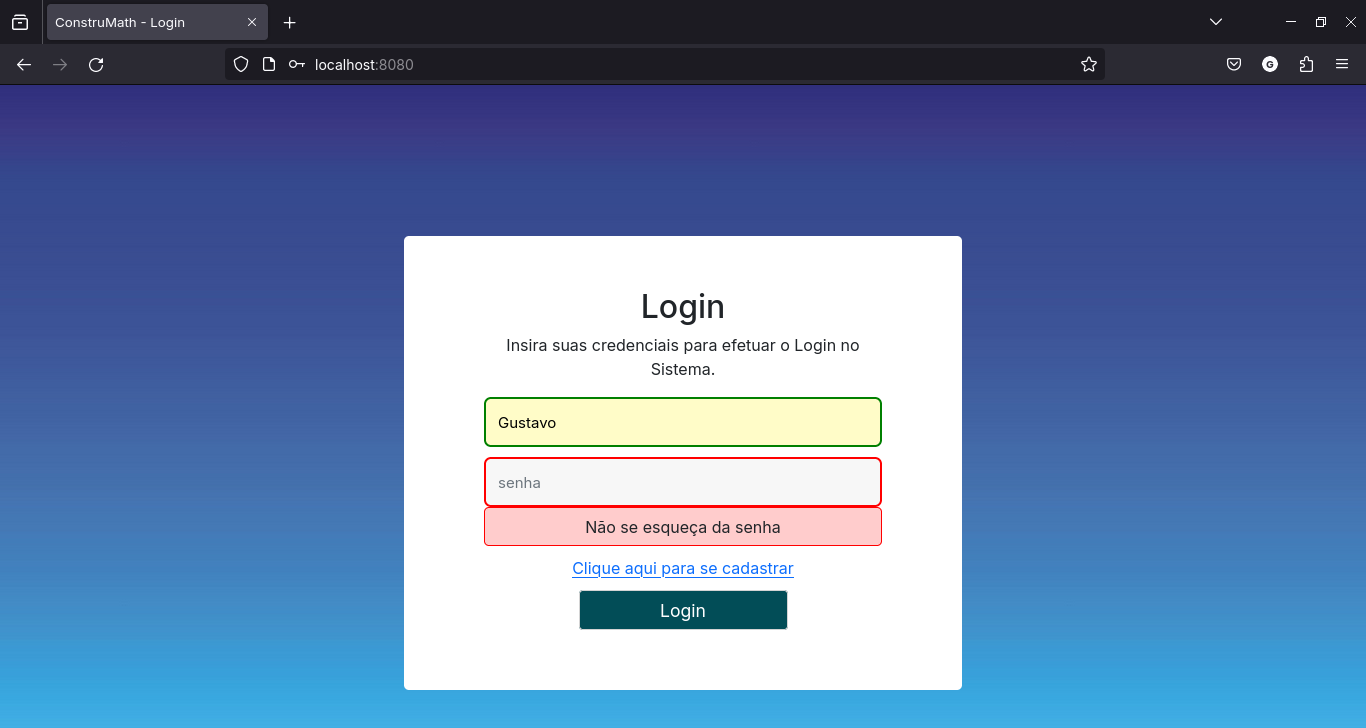 ConstruMath - Login
localhost:8080
G
Login
Insira suas credenciais para efetuar o Login no
Sistema.
Gustavo
senha
Não se esqueça da senha
Clique aqui para se cadastrar
Login